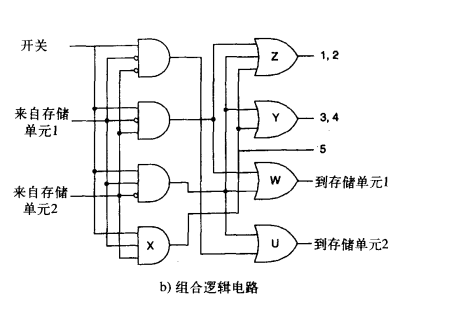 开关
Z
1, 2
来自存储
单元1
Y
3, 4
5
来自存储
单元2
W
到存储单元1
X
U
到存储单元2
b) 组合逻辑电路